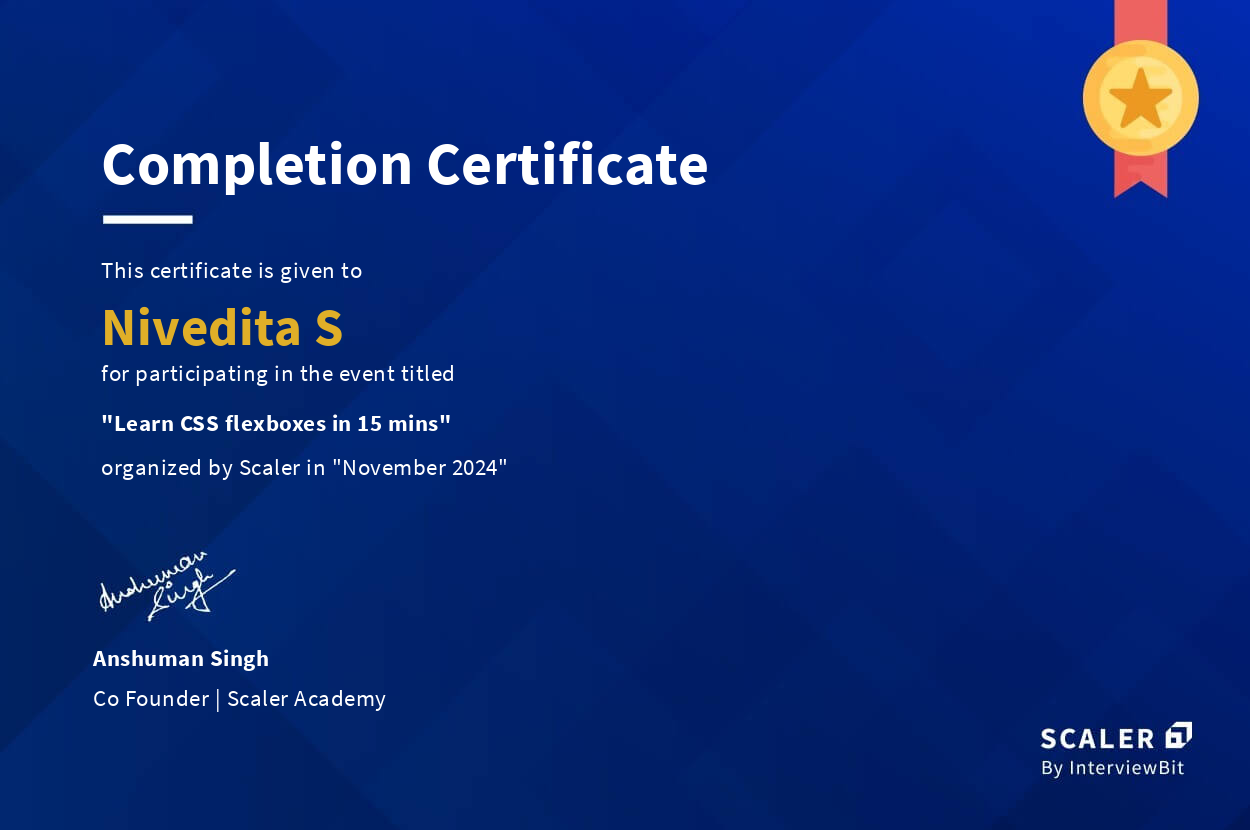 Completion Certificate
This certificate is given to
Nivedita S
for participating in the event titled
"Learn CSS flexboxes in 15 mins"
organized by Scaler in "November 2024"
Anshuman
Singh
Anshuman Singh
Co Founder | Scaler Academy
SCALER
By InterviewBit